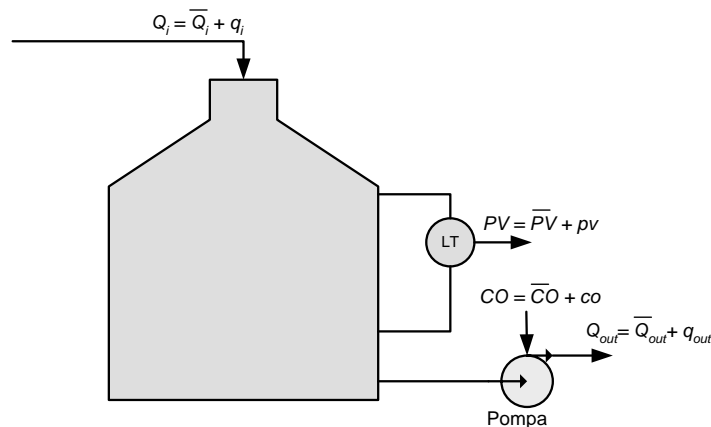 Qᵢ = Q̅ᵢ + qᵢ
LT
PV = P̅V̅ + pv
CO = C̅O + co
Qₒᵤₜ = Q̅ₒᵤₜ + qₒᵤₜ
Pompa